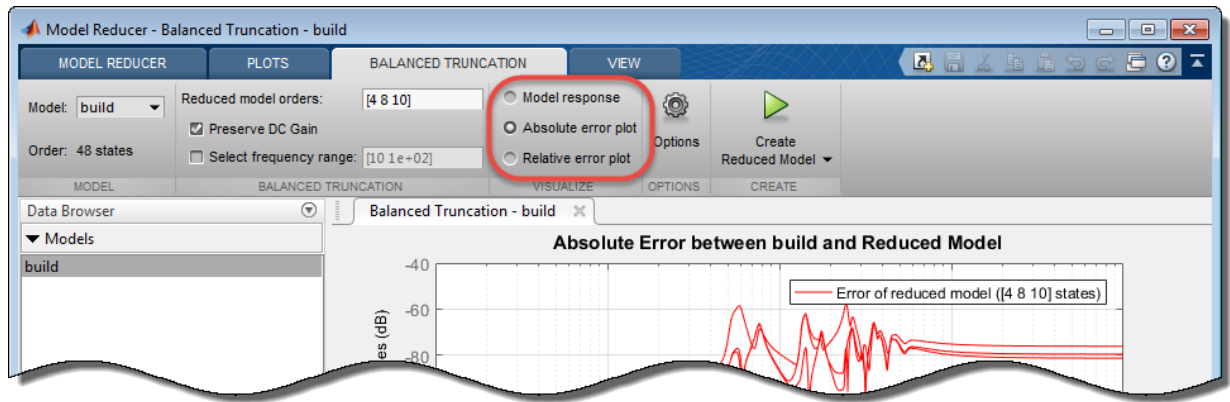 Model Reducer - Balanced Truncation - build
MODEL REDUCER
PLOTS
BALANCED TRUNCATION
VIEW
Model: build
Order: 48 states
MODEL
Reduced model orders: [4 8 10]
Preserve DC Gain
Select frequency range: [10 1e+02]
BALANCED TRUNCATION
Model response
Absolute error plot
Relative error plot
VISUALIZE
Options
OPTIONS
Create
Reduced Model
CREATE
Data Browser
Models
build
Balanced Truncation - build
Absolute Error between build and Reduced Model
Error of reduced model ([4 8 10] states)
-40
-60
-80
es (dB)